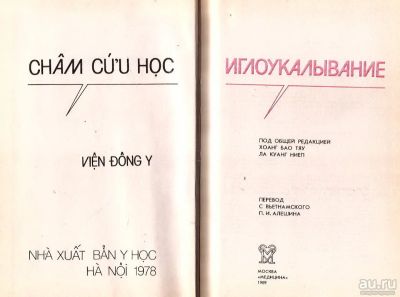 CHÂM CỨU HỌC
VIỆN ĐÔNG Y
NHÀ XUẤT BẢN Y HỌC
HÀ NỘI 1978
ИГЛОУКАЛЫВАНИЕ
ПОД ОБЩЕЙ РЕДАКЦИЕЙ
ХОАНГ БАО ТЯУ
ЛА КУАНГ НИЕП
ПЕРЕВОД
С ВЬЕТНАМСКОГО
П. И. АЛЕШИНА
МОСКВА
«МЕДИЦИНА»
1989
au.ru